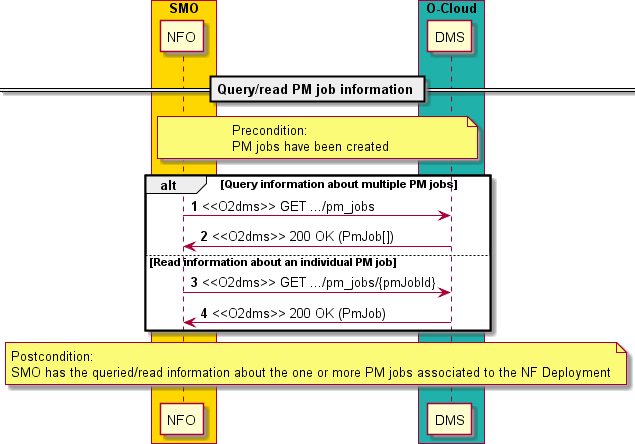 SMO
O-Cloud
NFO
DMS
Query/read PM job information
Precondition:
PM jobs have been created
alt
[Query information about multiple PM jobs]
1 <<O2dms>> GET .../pm_jobs
2 <<O2dms>> 200 OK (PmJob[])
[Read information about an individual PM job]
3 <<O2dms>> GET .../pm_jobs/{pmJobId}
4 <<O2dms>> 200 OK (PmJob)
Postcondition:
SMO has the queried/read information about the one or more PM jobs associated to the NF Deployment
NFO
DMS